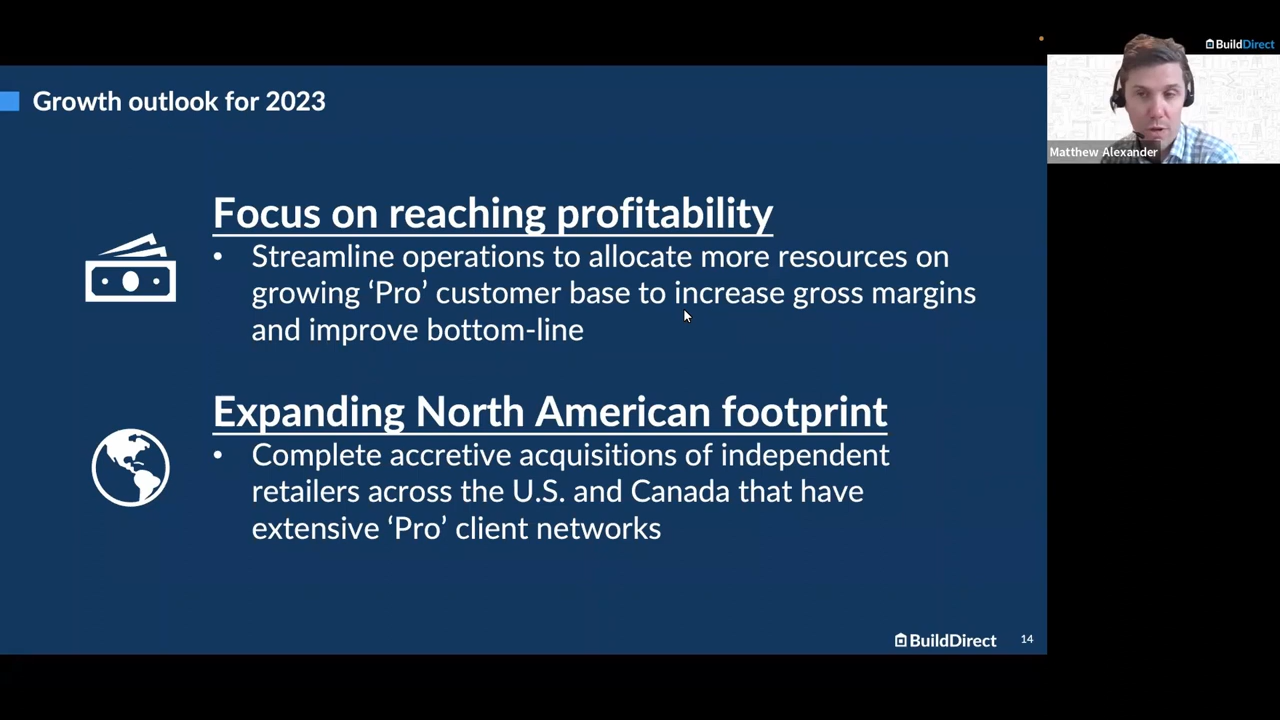 BuildDirect
Growth outlook for 2023
Matthew Alexander
Focus on reaching profitability
• Streamline operations to allocate more resources on
growing ‘Pro’ customer base to increase gross margins
and improve bottom-line
Expanding North American footprint
• Complete accretive acquisitions of independent
retailers across the U.S. and Canada that have
extensive ‘Pro’ client networks
BuildDirect 14